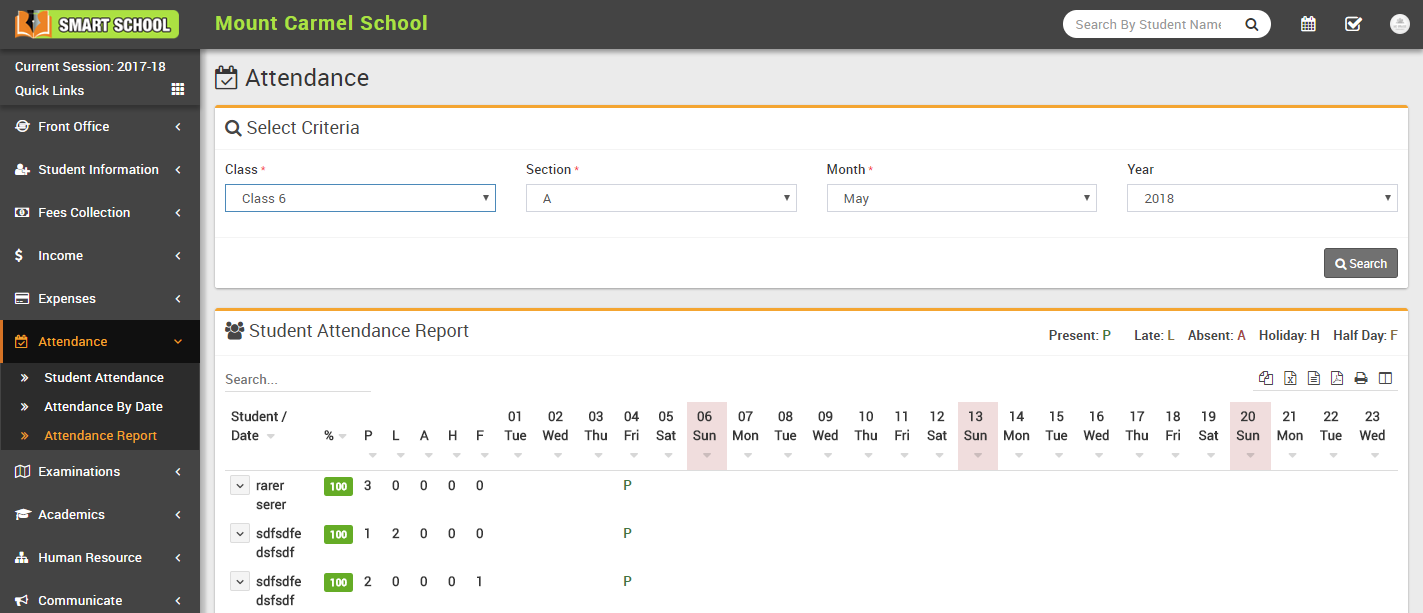 SMART SCHOOL
Mount Carmel School
Search By Student Name
Current Session: 2017-18
Quick Links
Front Office
Student Information
Fees Collection
Income
Expenses
Attendance
Student Attendance
Attendance By Date
Attendance Report
Examinations
Academics
Human Resource
Communicate
Attendance
Select Criteria
Class * Section * Month * Year
Class 6 A May 2018
Search
Student Attendance Report
Present: P Late: L Absent: A Holiday: H Half Day: F
Search...
Student / 01 02 03 04 05 06 07 08 09 10 11 12 13 14 15 16 17 18 19 20 21 22 23
Date % P L A H F Tue Wed Thu Fri Sat Sun Mon Tue Wed Thu Fri Sat Sun Mon Tue Wed Thu Fri Sat Sun Mon Tue Wed
rarer 100 3 0 0 0 0 P
serer
sdfsdfe 100 1 2 0 0 0 P
dsfsdf
sdfsdfe 100 2 0 0 0 1 P
dsfsdf